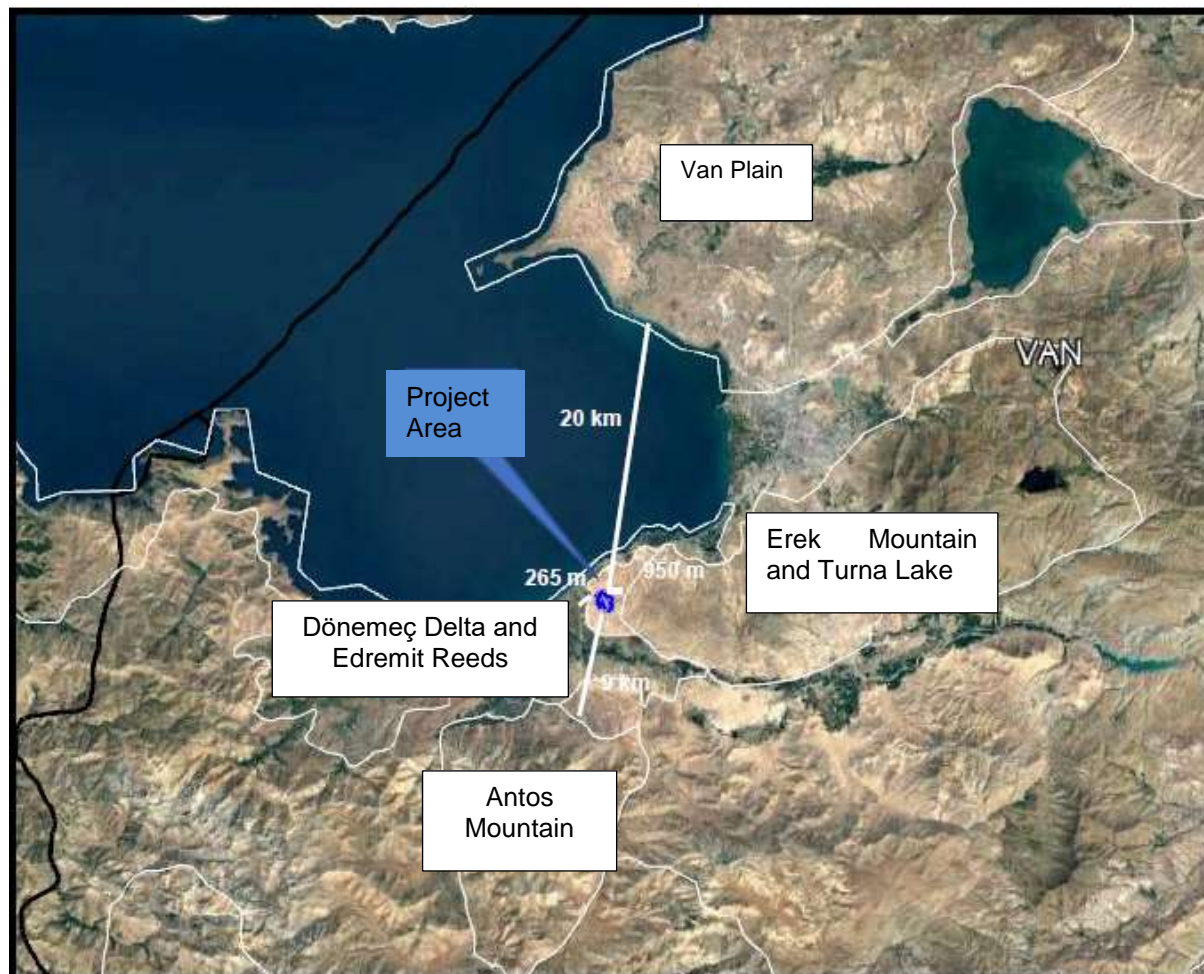 Van Plain
VAN
Project
Area
20 km
Erek Mountain
and Turna Lake
265 m
950 m
Dönemeç Delta and
Edremit Reeds
9 km
Antos
Mountain